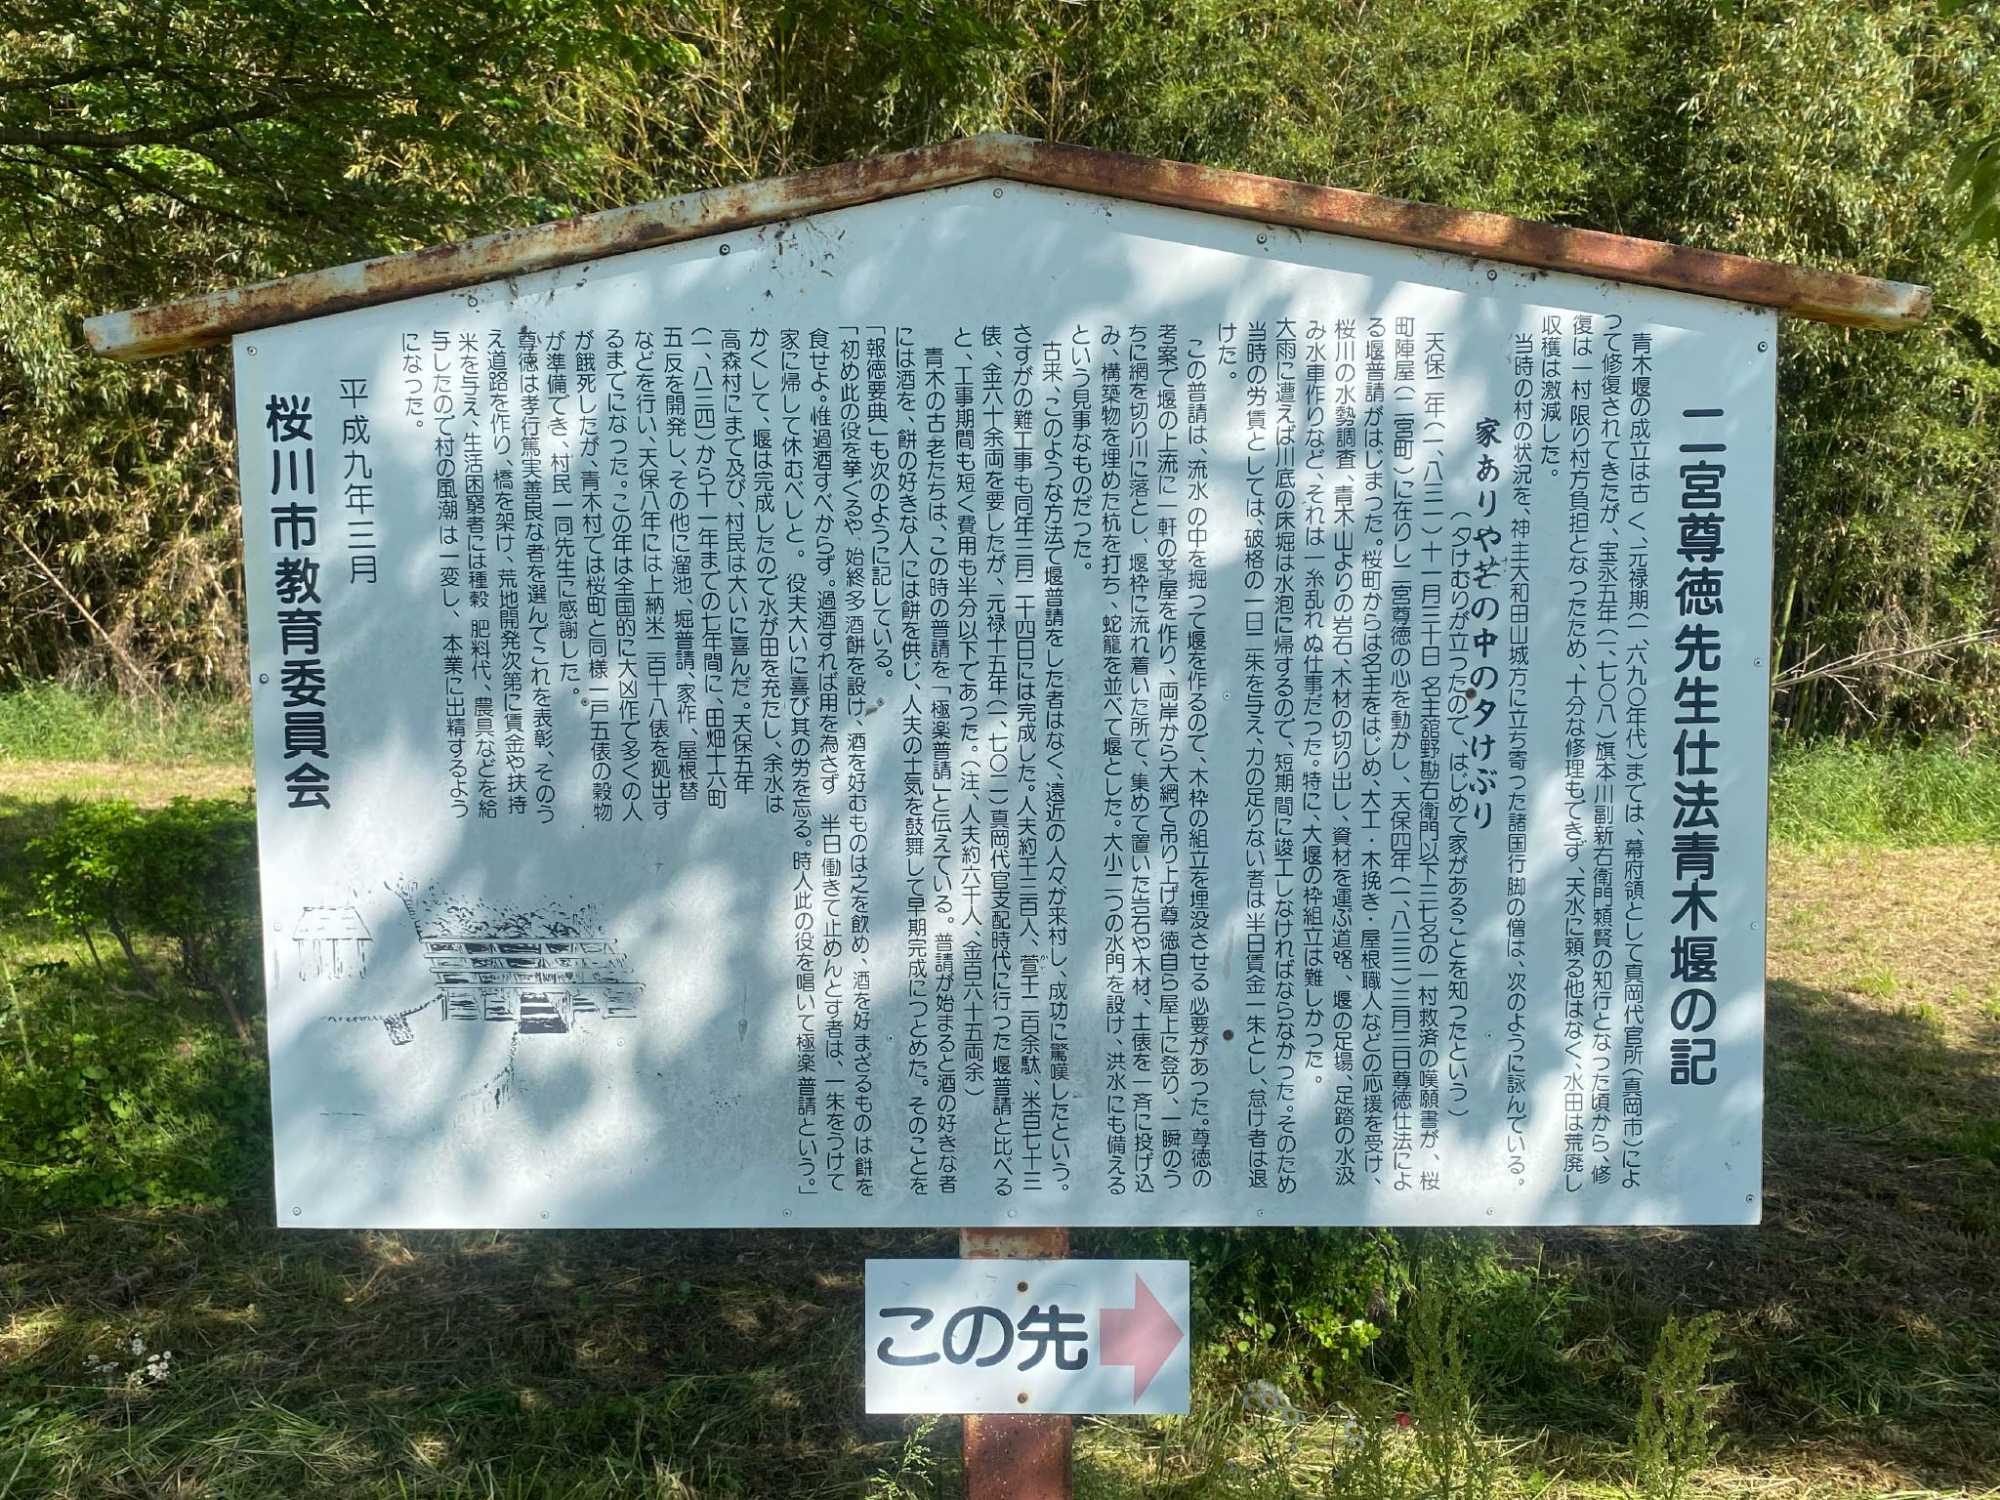 二宮尊徳先生仕法青木堰の記
青木堰の成立は古く、元禄期(一、六九〇年代)までは、幕府領として真岡代官所(真岡市)によ
って修復されてきたが、宝永五年(一、七〇八)旗本川副新右衛門頼賢の知行となった頃から、修
復は一村限り村方負担となったため、十分な修理もできず、天水に頼る他はなく、水田は荒廃し
収穫は激減した。
当時の村の状況を、神主大和田山城方に立ち寄った諸国行脚の僧は、次のように詠んでいる。
家ありや芒の中の夕けぶり
(夕けむりが立ったので、はじめて家があることを知ったという)
天保二年(一、八三一)十一月三十日 名主舘野勘右衛門以下三七名の一村救済の嘆願書が、桜
町陣屋(二宮町)に在りし二宮尊徳の心を動かし、天保四年(一、八三三)三月三日尊徳仕法によ
る堰普請がはじまった。桜町からは名主をはじめ、大工・木挽き・屋根職人などの応援を受け、
桜川の水勢調査、青木山よりの岩石、木材の切り出し、資材を運ぶ道路、堰の足場、足踏の水汲
み水車作りなど、それは一糸乱れぬ仕事だった。特に、大堰の枠組立は難しかった。
大雨に遭えば川底の床堀は水泡に帰するので、短期間に竣工しなければならなかった。そのため
当時の労賃としては、破格の一日二朱を与え、力の足りない者は半日賃金一朱とし、怠け者は退
けた。
この普請は、流水の中を掘って堰を作るので、木枠の組立を埋没させる必要があった。尊徳の
考案で堰の上流に一軒の茅屋を作り、両岸から大綱で吊り上げ尊徳自ら屋上に登り、一瞬のう
ちに綱を切り川に落とし、堰枠に流れ着いた所で、集めて置いた岩石や木材、土俵を一斉に投げ込
み、構築物を埋めた杭を打ち、蛇籠を並べて堰とした。大小二つの水門を設け、洪水にも備える
という見事なものだった。
古来、このような方法で堰普請をした者はなく、遠近の人々が来村し、成功に驚嘆したという。
さすがの難工事も同年三月二十四日には完成した。人夫約千三百人、萱千二百余駄、米百七十三
俵、金六十余両を要したが、元禄十五年(一、七〇二)真岡代官支配時代に行った堰普請と比べる
と、工事期間も短く費用も半分以下であった。(注、人夫約六千人、金百六十五両余)
青木の古老たちは、この時の普請を「極楽普請」と伝えている。普請が始まると酒の好きな者
には酒を、餅の好きな人には餅を供し、人夫の士気を鼓舞して早期完成につとめた。そのことを
「報徳要典」も次のように記している。
「初め此の役を挙ぐるや、始終多酒餅を設け、酒を好むものは之を飲め、酒を好まざるものは餅を
食せよ。惟過酒すべからず。過酒すれば用を為さず 半日働きて止めんとす者は、一朱をうけて
家に帰して休むべしと。役夫大いに喜び其の労を忘る。時人此の役を唱いて極楽普請という。」
かくして、堰は完成したので水が田を充たし、余水は
高森村にまで及び、村民は大いに喜んだ。天保五年
(一、八三四)から十一年までの七年間に、田畑十六町
五反を開発し、その他に溜池、堀普請、家作、屋根替
などを行い、天保八年には上納米二百十八俵を拠出す
るまでになった。この年は全国的に大凶作で多くの人
が餓死したが、青木村では桜町と同様一戸五俵の穀物
が準備でき、村民一同先生に感謝した。
尊徳は孝行篤実善良な者を選んでこれを表彰、そのう
え道路を作り、橋を架け、荒地開発次第に賃金や扶持
米を与え、生活困窮者には種穀 肥料代、農具などを給
与したので村の風潮は一変し、本業に出精するよう
になった。
平成九年三月
桜川市教育委員会
この先